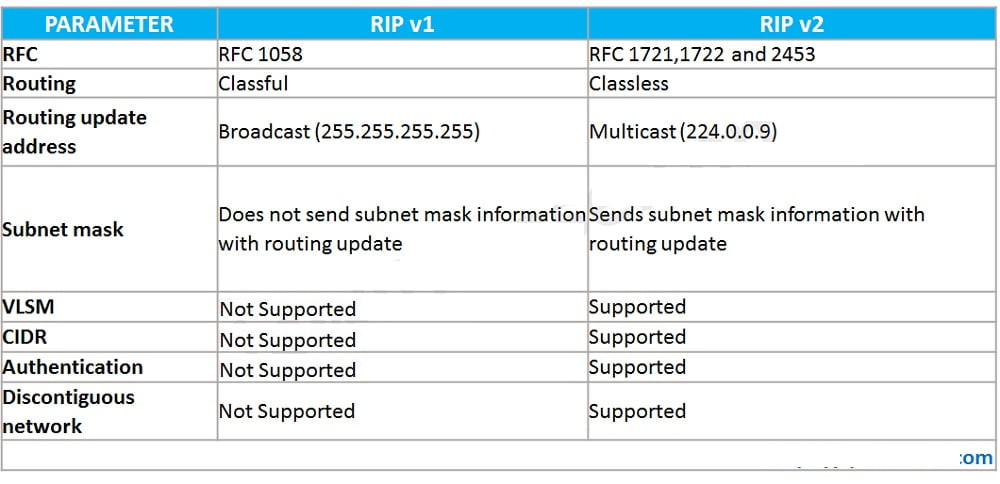 PARAMETER RIP v1 RIP v2
RFC RFC 1058 RFC 1721,1722 and 2453
Routing Classful Classless
Routing update
address Broadcast (255.255.255.255) Multicast (224.0.0.9)
Subnet mask Does not send subnet mask information Sends subnet mask information with
with routing update routing update
VLSM Not Supported Supported
CIDR Not Supported Supported
Authentication Not Supported Supported
Discontiguous
network Not Supported Supported
com